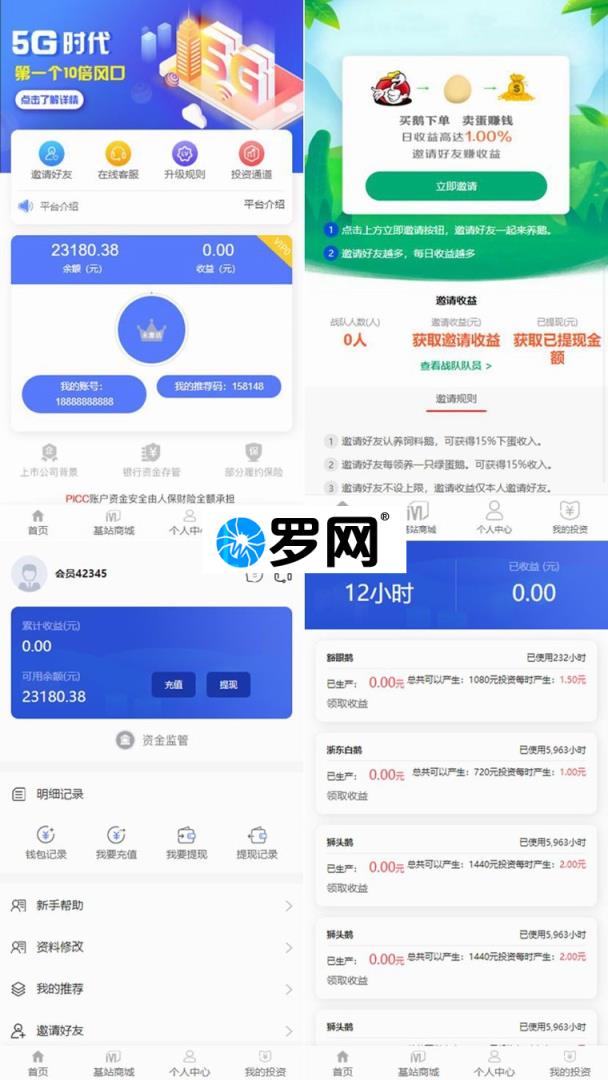 5G时代
第一个10倍风口
点击了解详情
邀请好友
在线客服
升级规则
投资通道
平台介绍
平台介绍
23180.38
余额（元）
0.00
收益（元）
VIP0
我的账号：
18888888888
我的推荐码：158148
上市公司背景
银行资金存管
部分履约保险
PICC账户资金安全由人保财险全额承担
首页
基站商城
个人中心
买鹅下单 卖蛋赚钱
日收益高达1.00%
邀请好友赚收益
立即邀请
1 点击上方立即邀请按钮，邀请好友一起来养鹅。
2 邀请好友越多，每日收益越多
邀请收益
战队人数(人)
0人
邀请收益(元)
获取邀请收益
已提现(元)
获取已提现金额
查看战队队员 >
邀请规则
1 邀请好友认养饲料鹅，可获得15%下蛋收入。
2 邀请好友每领养一只绿蛋鹅。可获得15%收入。
3 邀请好友不设上限，邀请收益仅本人邀请好友。
基站商城
个人中心
我的投资
罗网®
会员42345
累计收益(元)
0.00
可用余额(元)
23180.38
充值
提现
资金监管
明细记录
钱包记录
我要充值
我要提现
提现记录
新手帮助
资料修改
我的推荐
邀请好友
首页
基站商城
个人中心
我的投资
12小时
已收益 (元)
0.00
豁眼鹅
已使用232小时
已生产： 0.00元 总共可以产生：1080元投资每时产生：1.50元
领取收益
浙东白鹅
已使用5,963小时
已生产： 0.00元 总共可以产生：720元投资每时产生：1.00元
领取收益
狮头鹅
已使用5,963小时
已生产： 0.00元 总共可以产生：1440元投资每时产生：2.00元
领取收益
狮头鹅
已使用5,963小时
已生产： 0.00元 总共可以产生：1440元投资每时产生：2.00元
领取收益
狮头鹅
已使用5,963小时
首页
基站商城
个人中心
我的投资